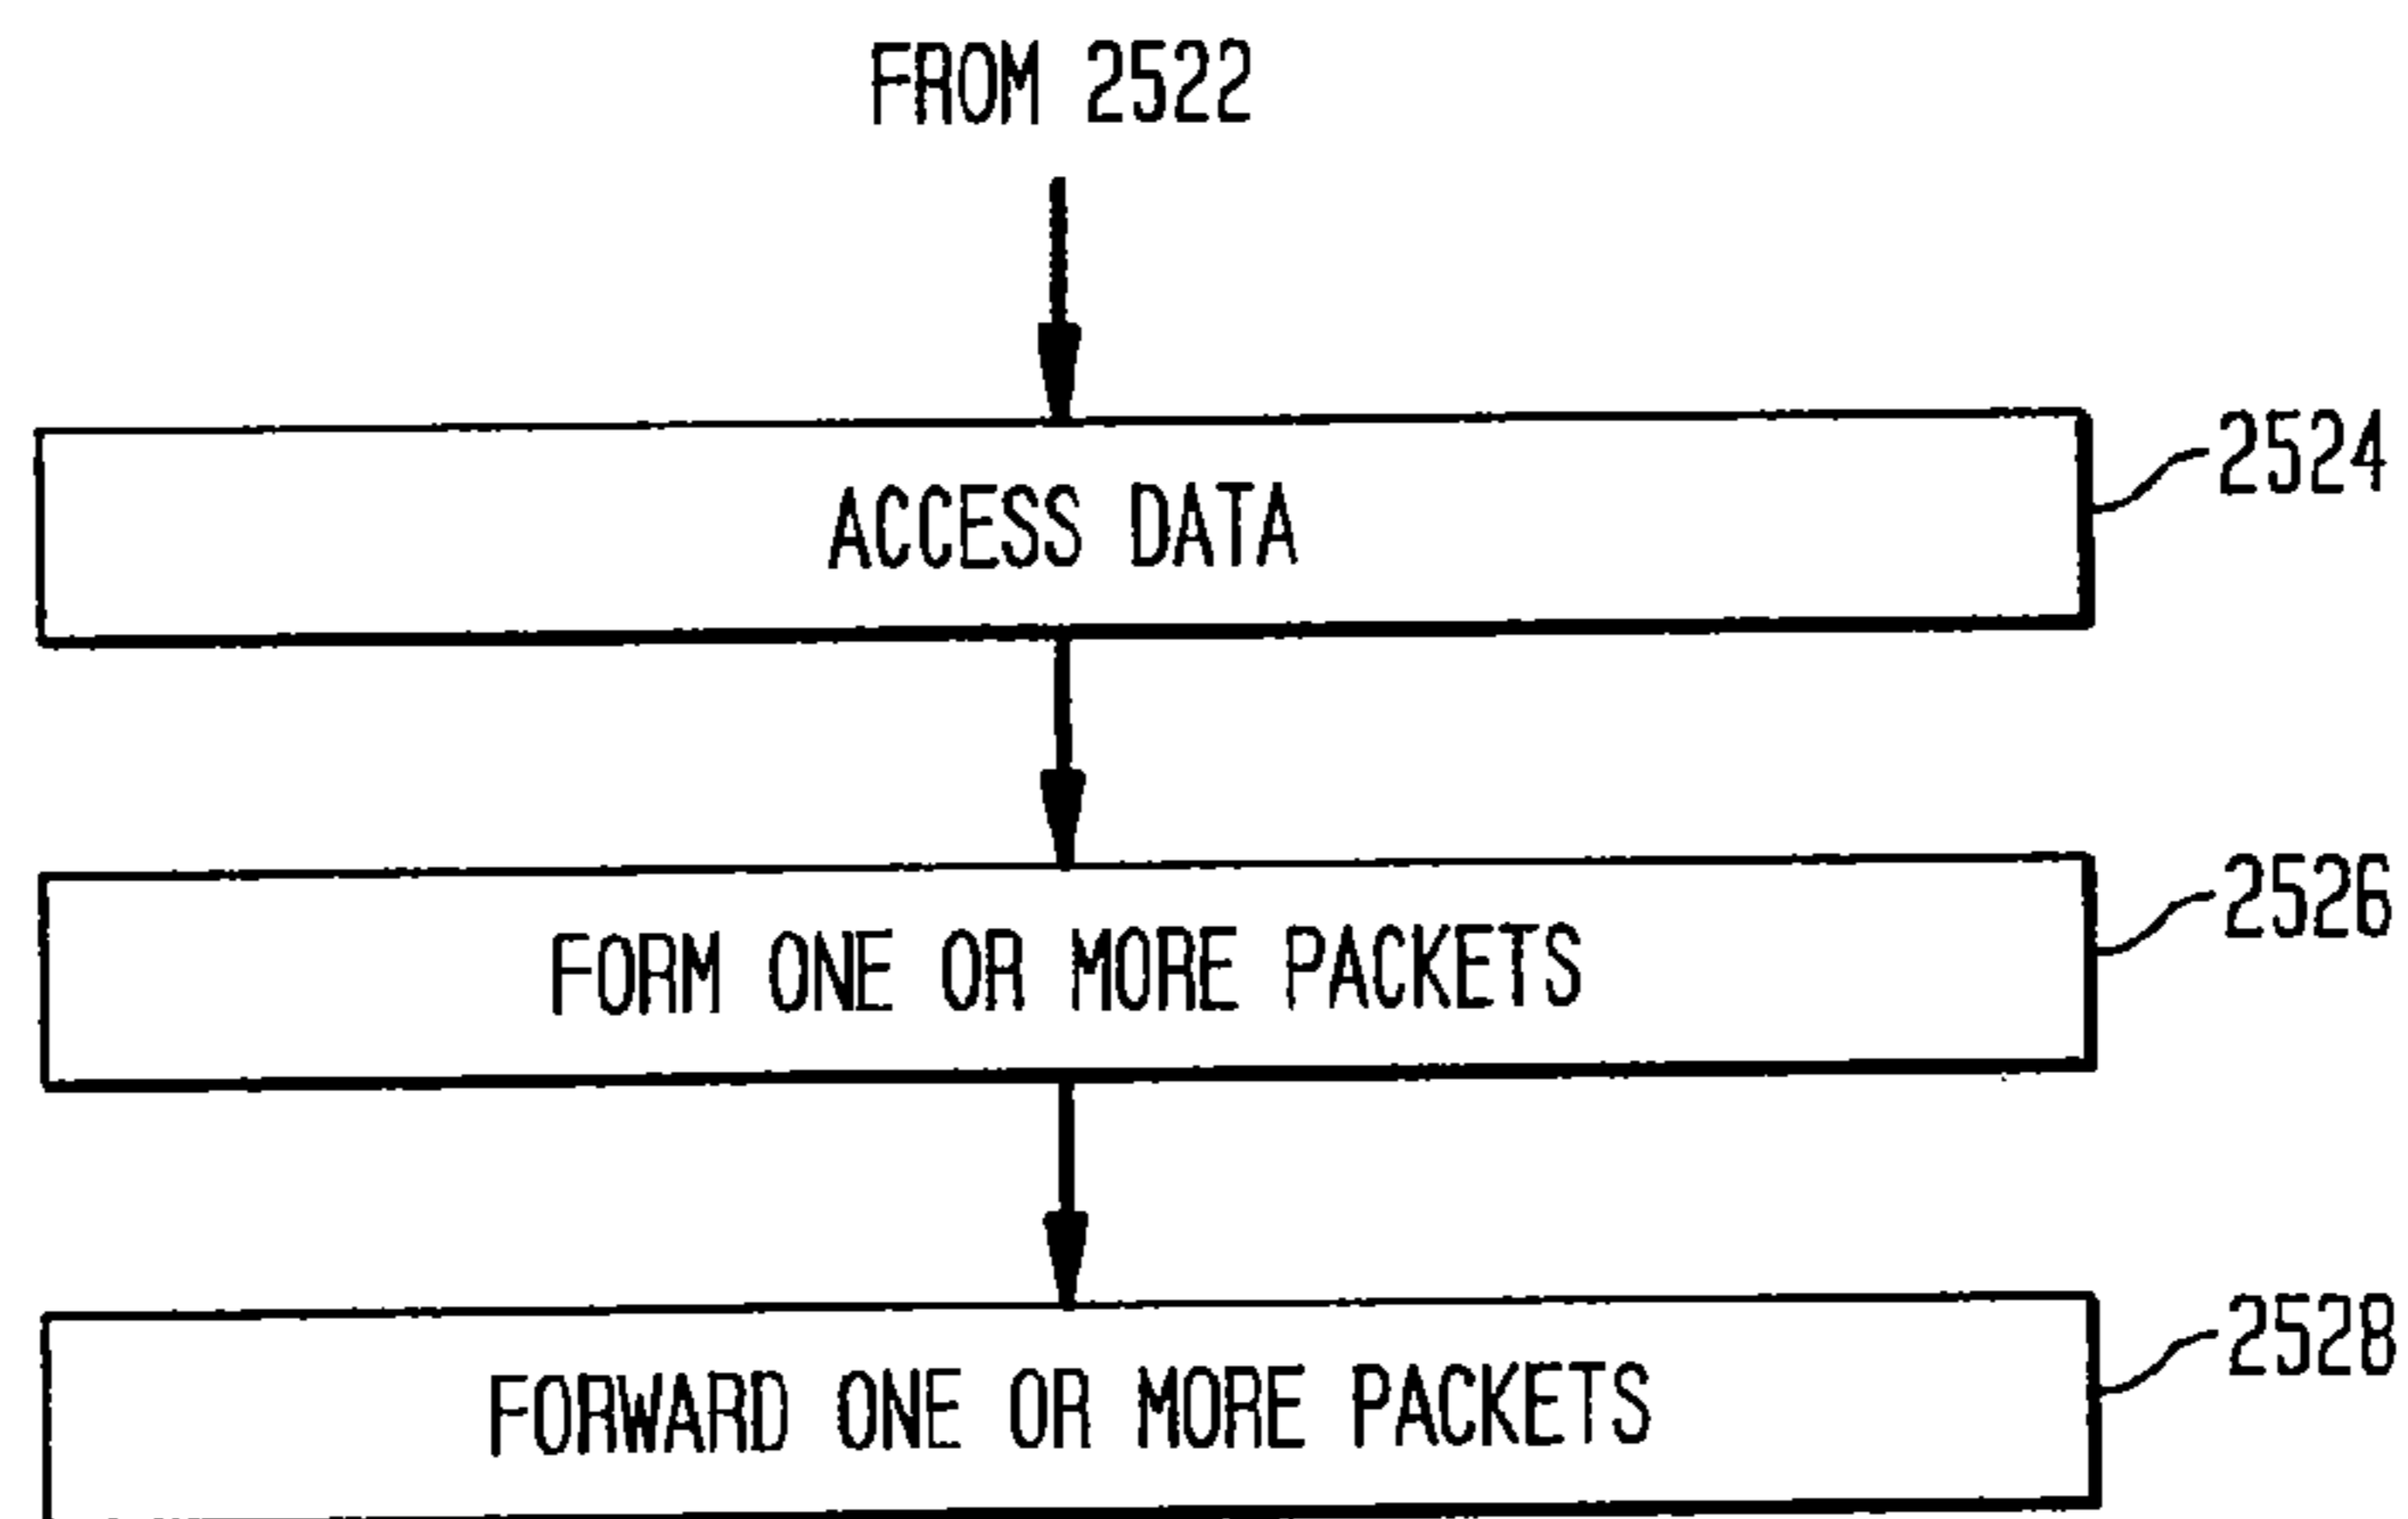 FROM 2522
2524
ACCESS DATA
2526
FORM ONE OR MORE PACKETS
2528
FORWARD ONE OR MORE PACKETS